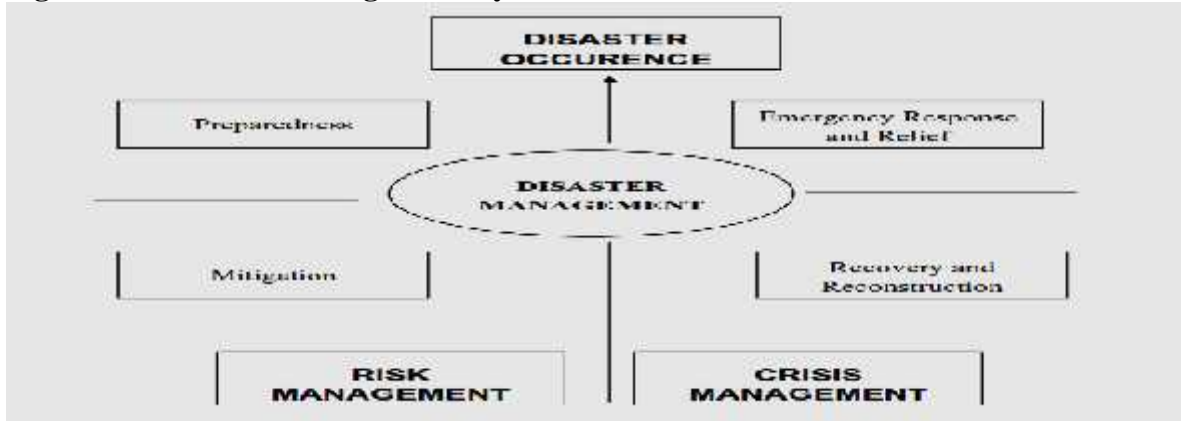 DISASTER
OCCURENCE
Preparedness
Emergency Response
and Relief
DISASTER
MANAGEMENT
Mitigation
Recovery and
Reconstruction
RISK
MANAGEMENT
CRISIS
MANAGEMENT